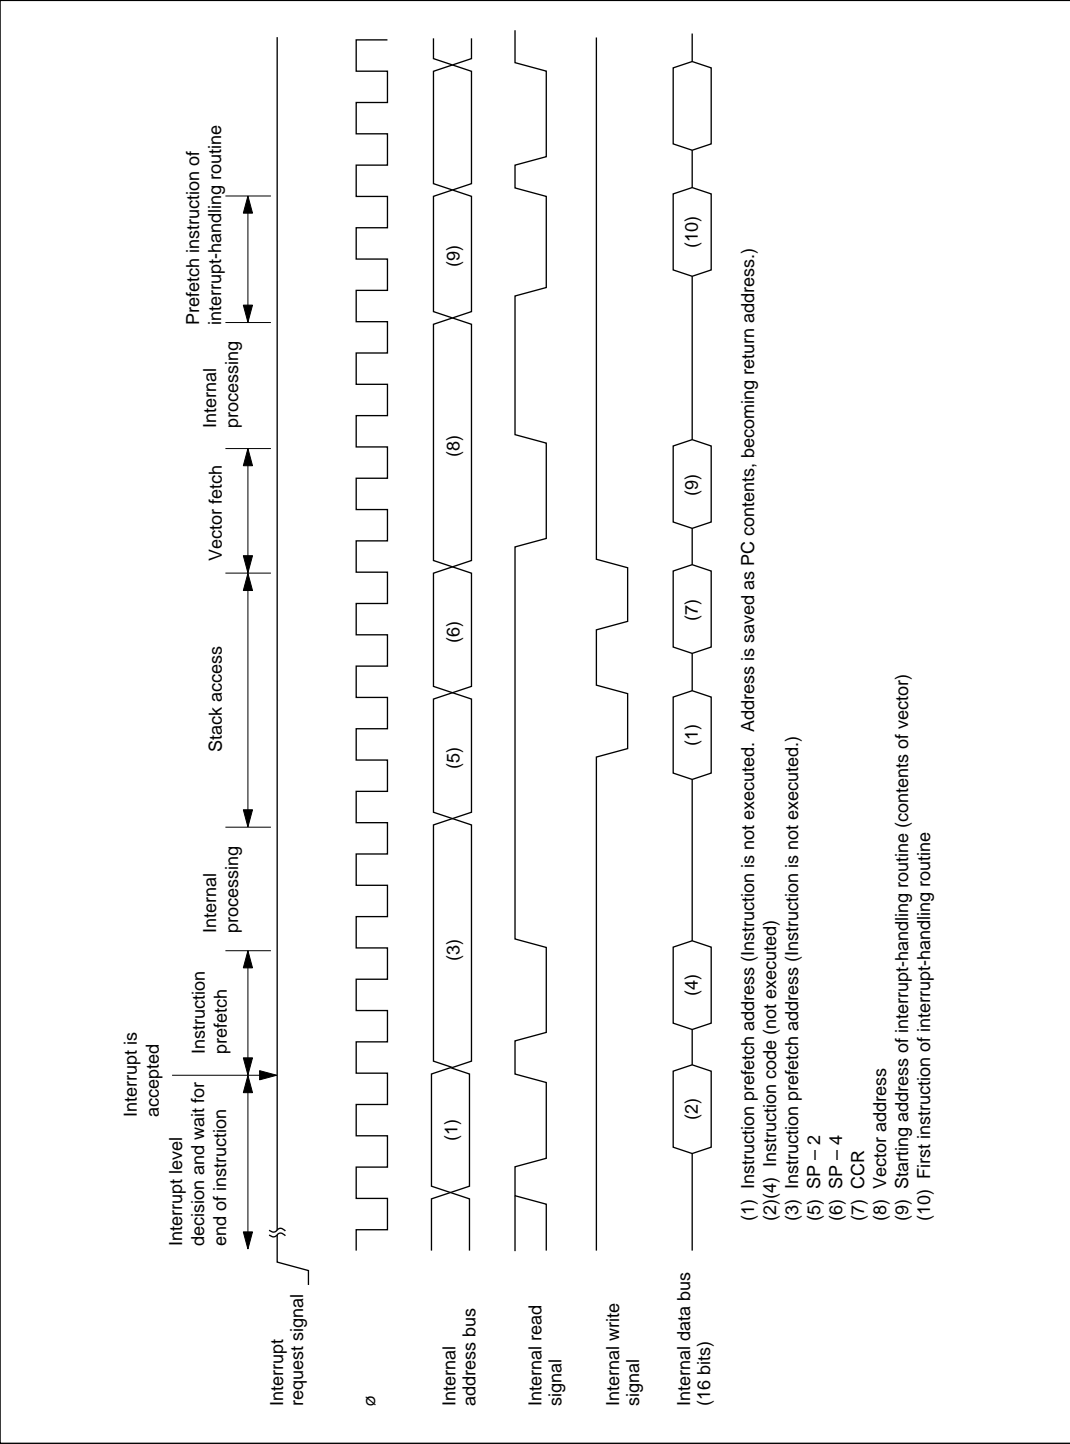 Interrupt is
accepted
Interrupt level
decision and wait for
end of instruction
Instruction
prefetch
Internal
processing
Stack access
Vector fetch
Internal
processing
Prefetch instruction of
interrupt-handling routine
Interrupt
request signal
ø
Internal
address bus
(1)
(3)
(5)
(6)
(8)
(9)
Internal read
signal
Internal write
signal
Internal data bus
(16 bits)
(2)
(4)
(1)
(7)
(9)
(10)
(1) Instruction prefetch address (Instruction is not executed. Address is saved as PC contents, becoming return address.)
(2)(4) Instruction code (not executed)
(3) Instruction prefetch address (Instruction is not executed.)
(5) SP – 2
(6) SP – 4
(7) CCR
(8) Vector address
(9) Starting address of interrupt-handling routine (contents of vector)
(10) First instruction of interrupt-handling routine